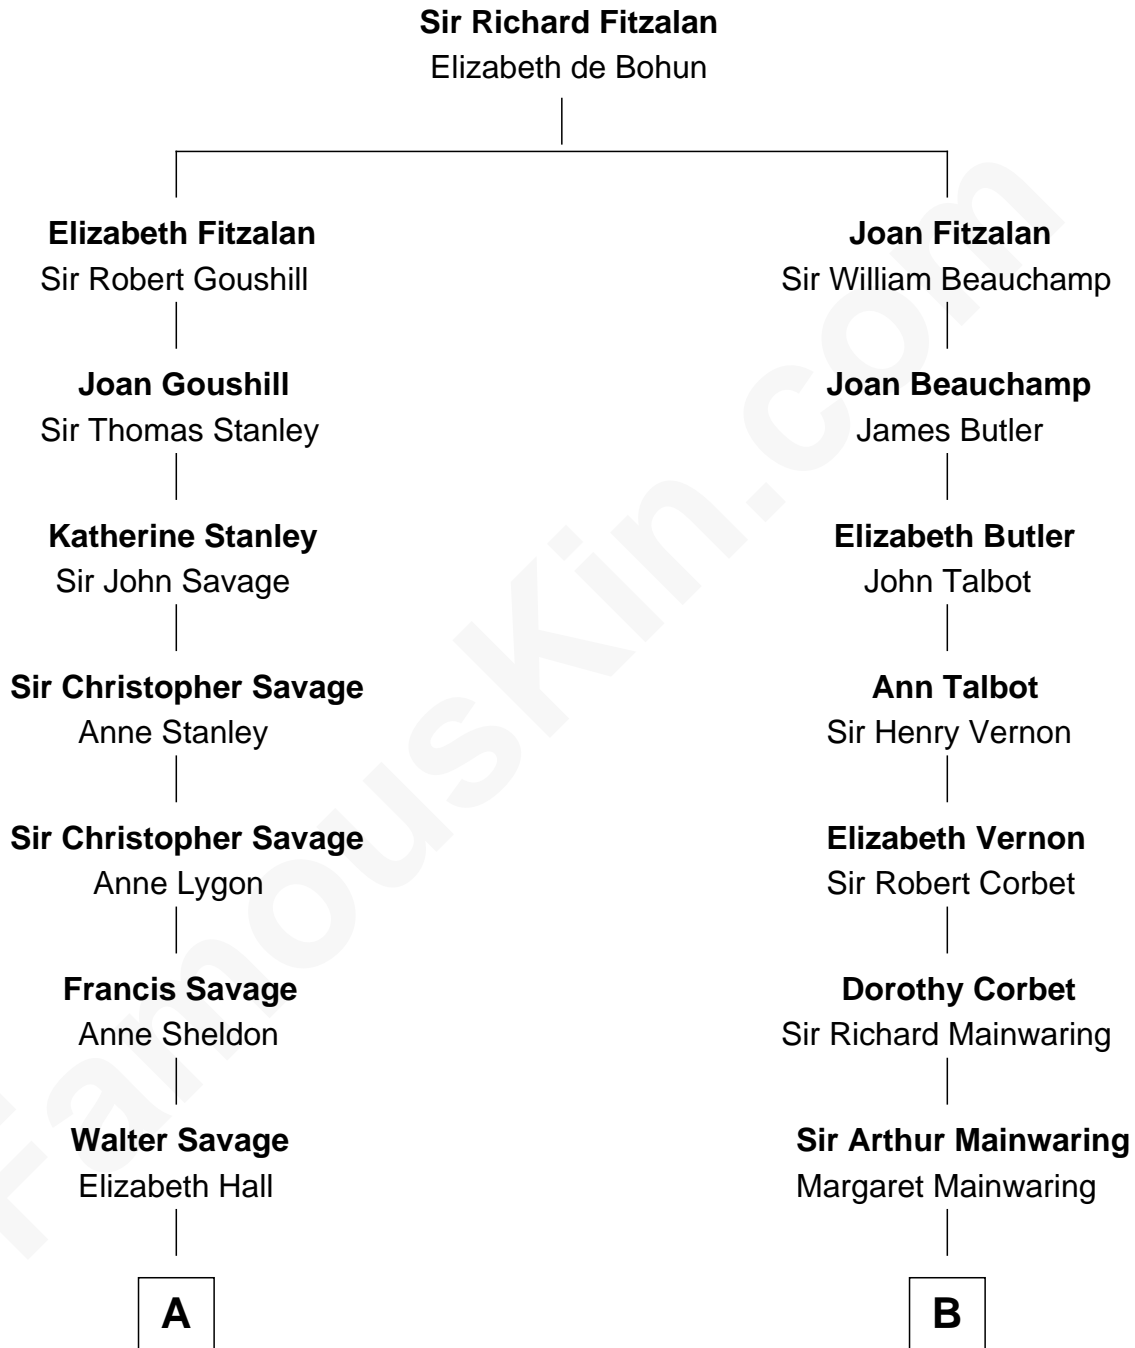 Sir Richard Fitzalan
Elizabeth de Bohun
Elizabeth Fitzalan
Sir Robert Goushill
Joan Fitzalan
Sir William Beauchamp
Joan Goushill
Sir Thomas Stanley
Joan Beauchamp
James Butler
Katherine Stanley
Sir John Savage
Elizabeth Butler
John Talbot
Sir Christopher Savage
Anne Stanley
Ann Talbot
Sir Henry Vernon
Sir Christopher Savage
Anne Lygon
Elizabeth Vernon
Sir Robert Corbet
Francis Savage
Anne Sheldon
Dorothy Corbet
Sir Richard Mainwaring
Walter Savage
Elizabeth Hall
Sir Arthur Mainwaring
Margaret Mainwaring
A
B
FamousKin.com